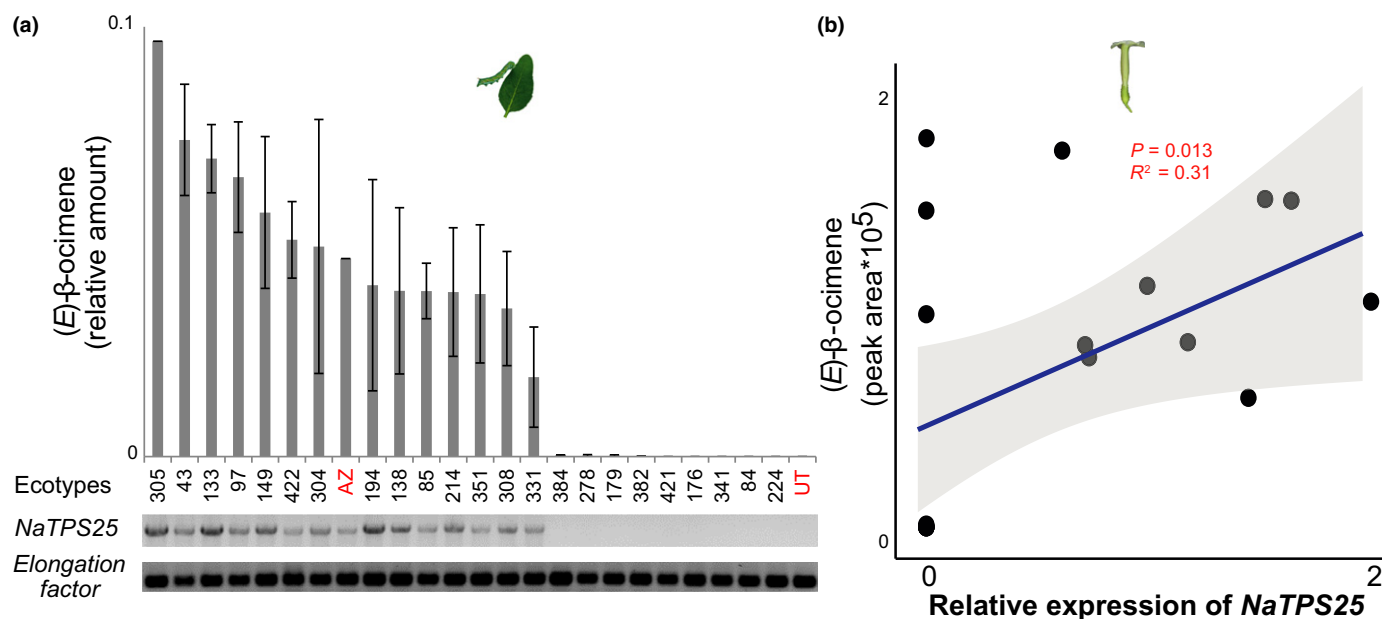 (a)
0.1
(E)-β-ocimene
(relative amount)
0
Ecotypes
305 43 133 97 149 422 304 AZ 194 138 85 214 351 308 331 384 278 179 382 421 176 341 84 224 UT
NaTPS25
Elongation
factor
(b)
2
P = 0.013
R² = 0.31
(E)-β-ocimene
(peak area*10⁵)
0
0 2
Relative expression of NaTPS25